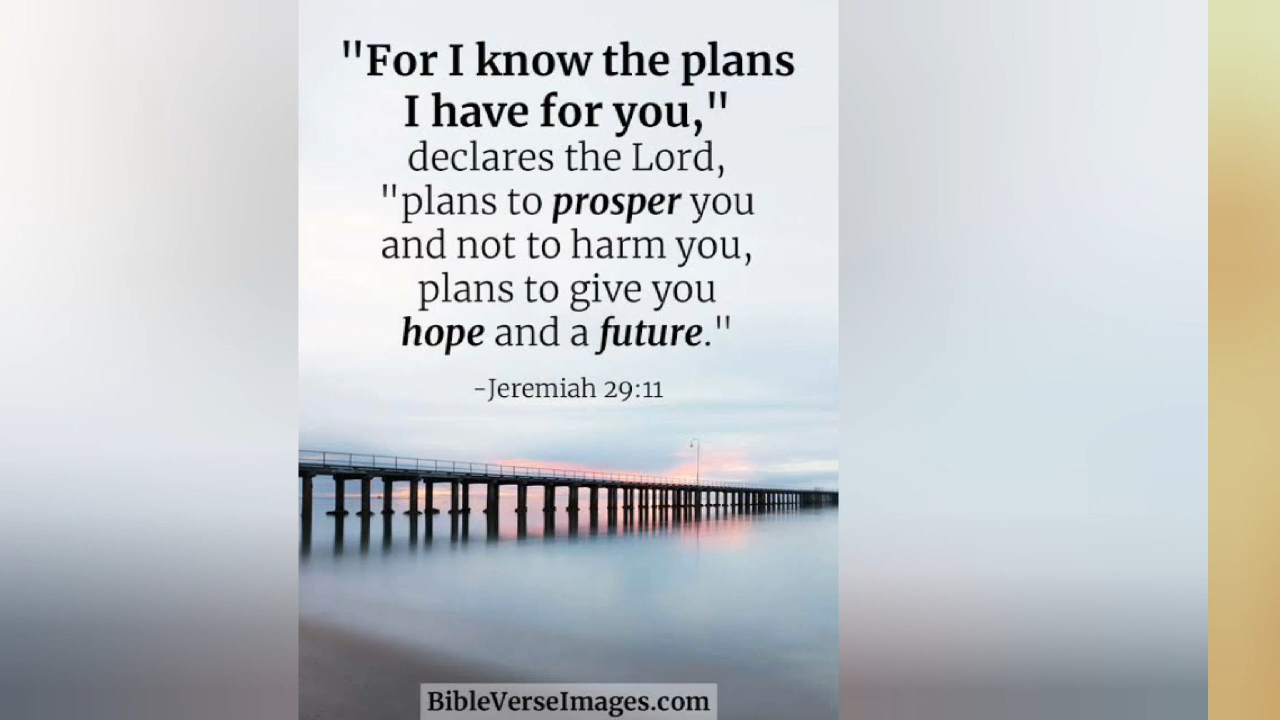 "For I know the plans
I have for you,"
declares the Lord,
"plans to prosper you
and not to harm you,
plans to give you
hope and a future."
-Jeremiah 29:11
BibleVerseImages.com